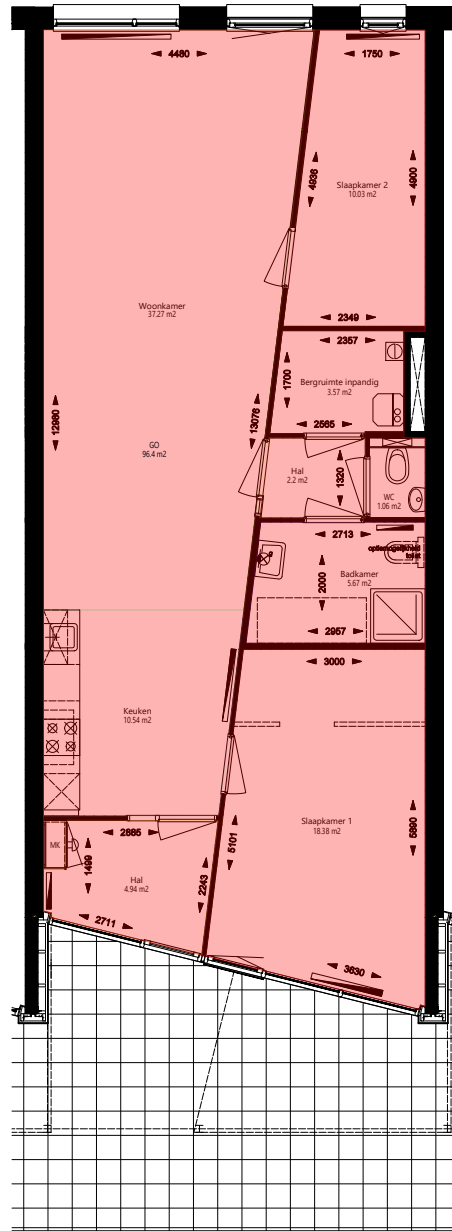 4480
1750
4936
4900
Slaapkamer 2
10.03 m2
Woonkamer
37.27 m2
2349
2357
1700
Bergruimte inpandig
3.57 m2
12980
13076
2565
GO
96.4 m2
Hal
2.2 m2
1320
WC
1.06 m2
2713
optiemogelijkheid
toilet
2000
Badkamer
5.67 m2
2957
3000
Keuken
10.54 m2
Slaapkamer 1
18.38 m2
2885
5101
5890
MK
1499
2243
Hal
4.94 m2
2711
3630